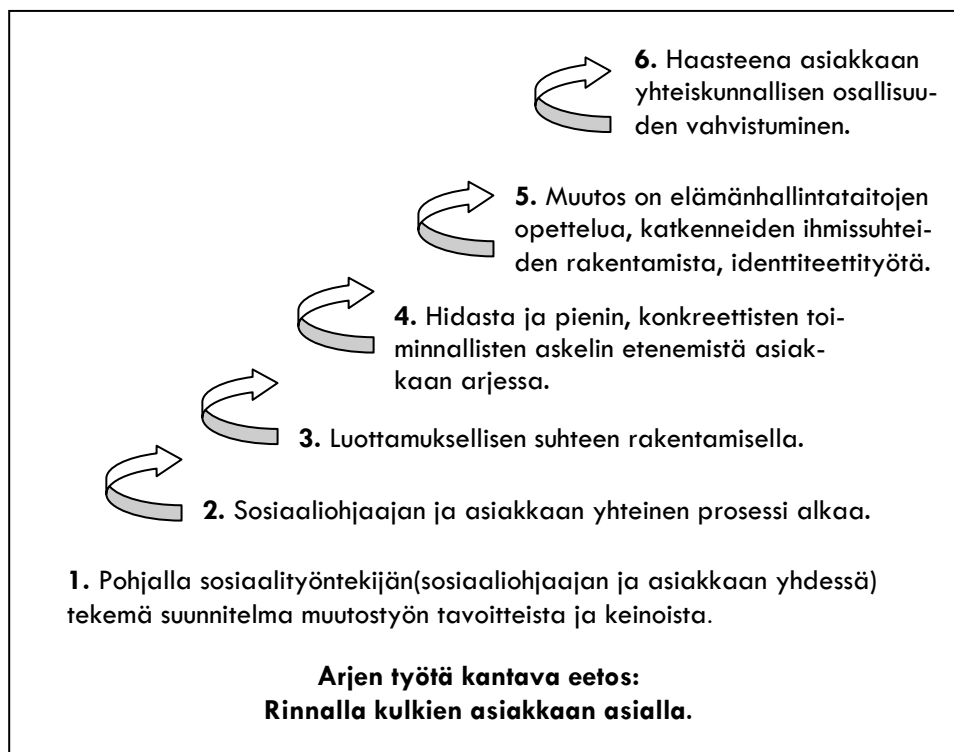 6. Haasteena asiakkaan
yhteiskunnallisen osallisuu-
den vahvistuminen.
5. Muutos on elämänhallintataitojen
opettelua, katkenneiden ihmissuhtei-
den rakentamista, identiteettityötä.
4. Hidasta ja pienin, konkreettisten toi-
minnallisten askelin etenemistä asiak-
kaan arjessa.
3. Luottamuksellisen suhteen rakentamisella.
2. Sosiaaliohjaajan ja asiakkaan yhteinen prosessi alkaa.
1. Pohjalla sosiaalityöntekijän(sosiaaliohjaajan ja asiakkaan yhdessä)
tekemä suunnitelma muutostyön tavoitteista ja keinoista.
Arjen työtä kantava eetos:
Rinnalla kulkien asiakkaan asialla.